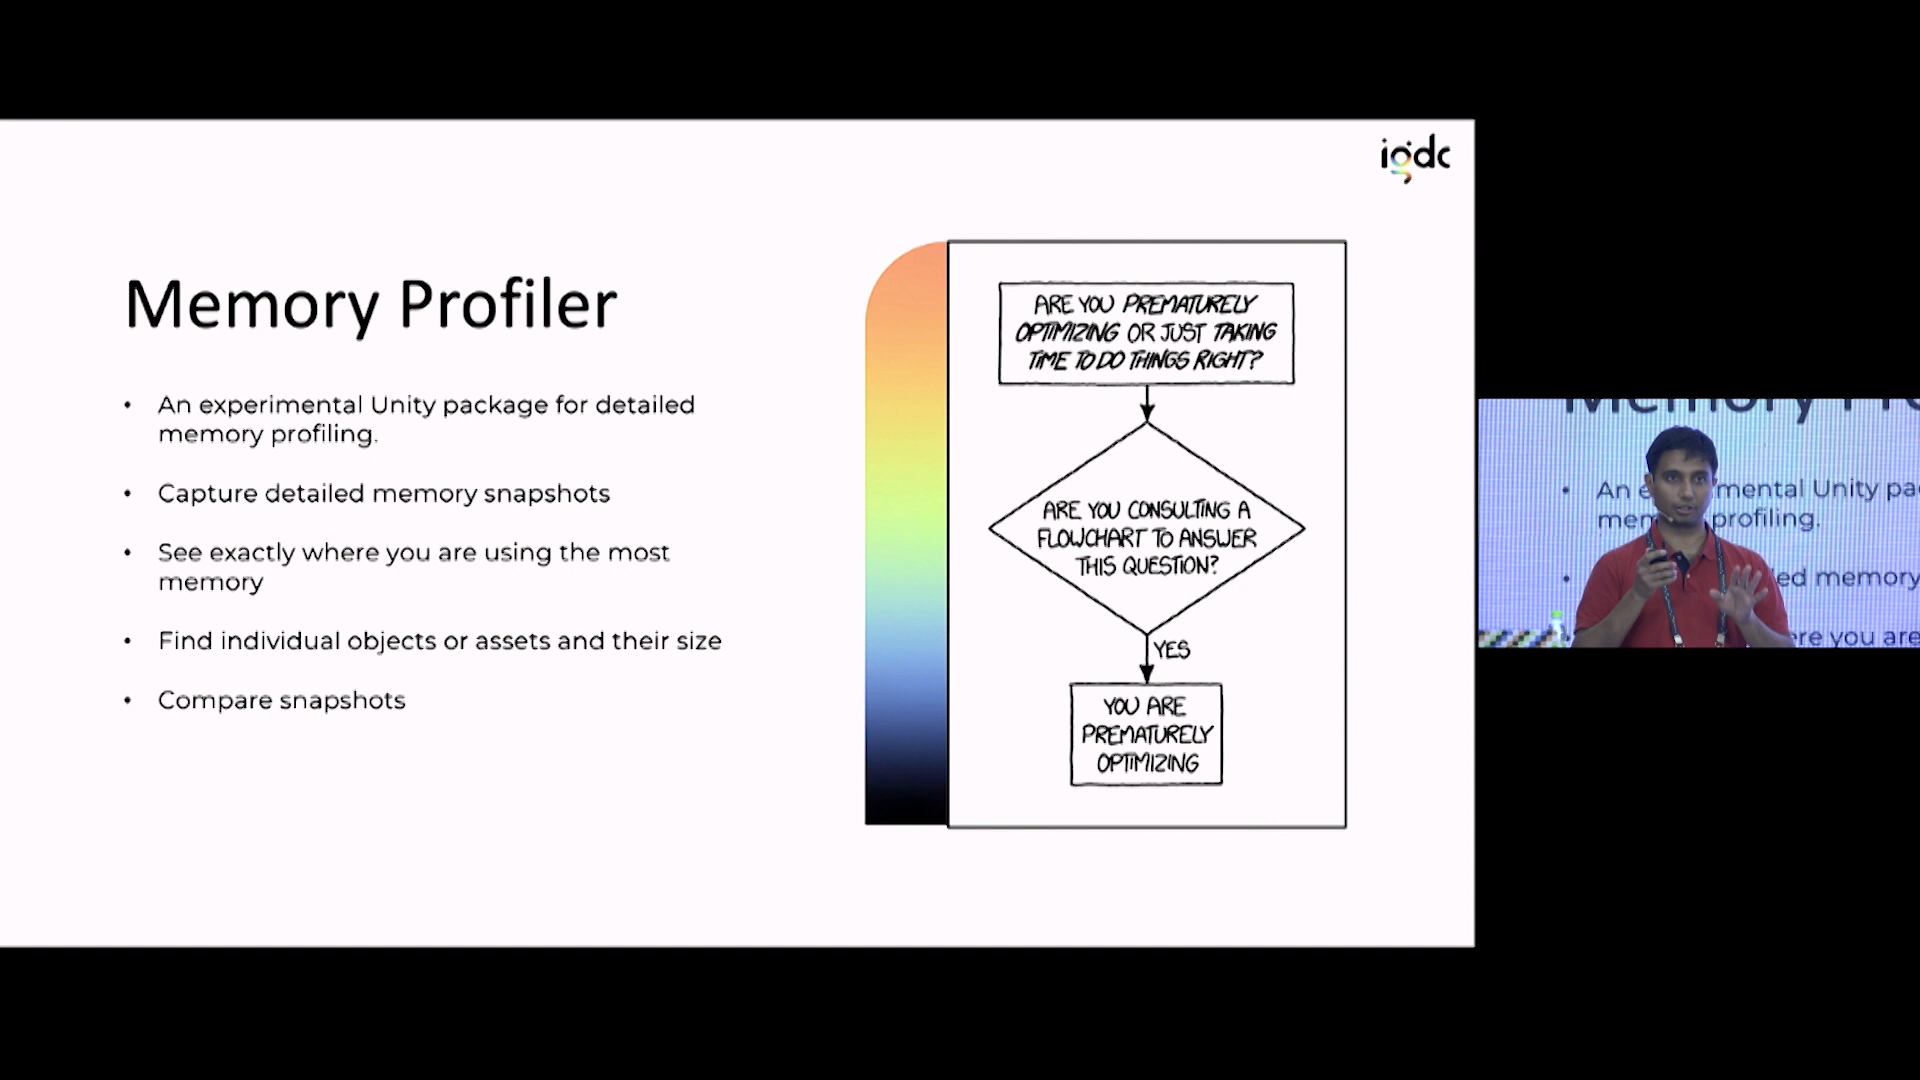 igdc
Memory Profiler
• An experimental Unity package for detailed
memory profiling.
• Capture detailed memory snapshots
• See exactly where you are using the most
memory
• Find individual objects or assets and their size
• Compare snapshots
ARE YOU PREMATURELY
OPTIMIZING OR JUST TAKING
TIME TO DO THINGS RIGHT?
ARE YOU CONSULTING A
FLOWCHART TO ANSWER
THIS QUESTION?
YES
YOU ARE
PREMATURELY
OPTIMIZING
• An e mental Unity pa
mem profiling.
ed memory
ere you are